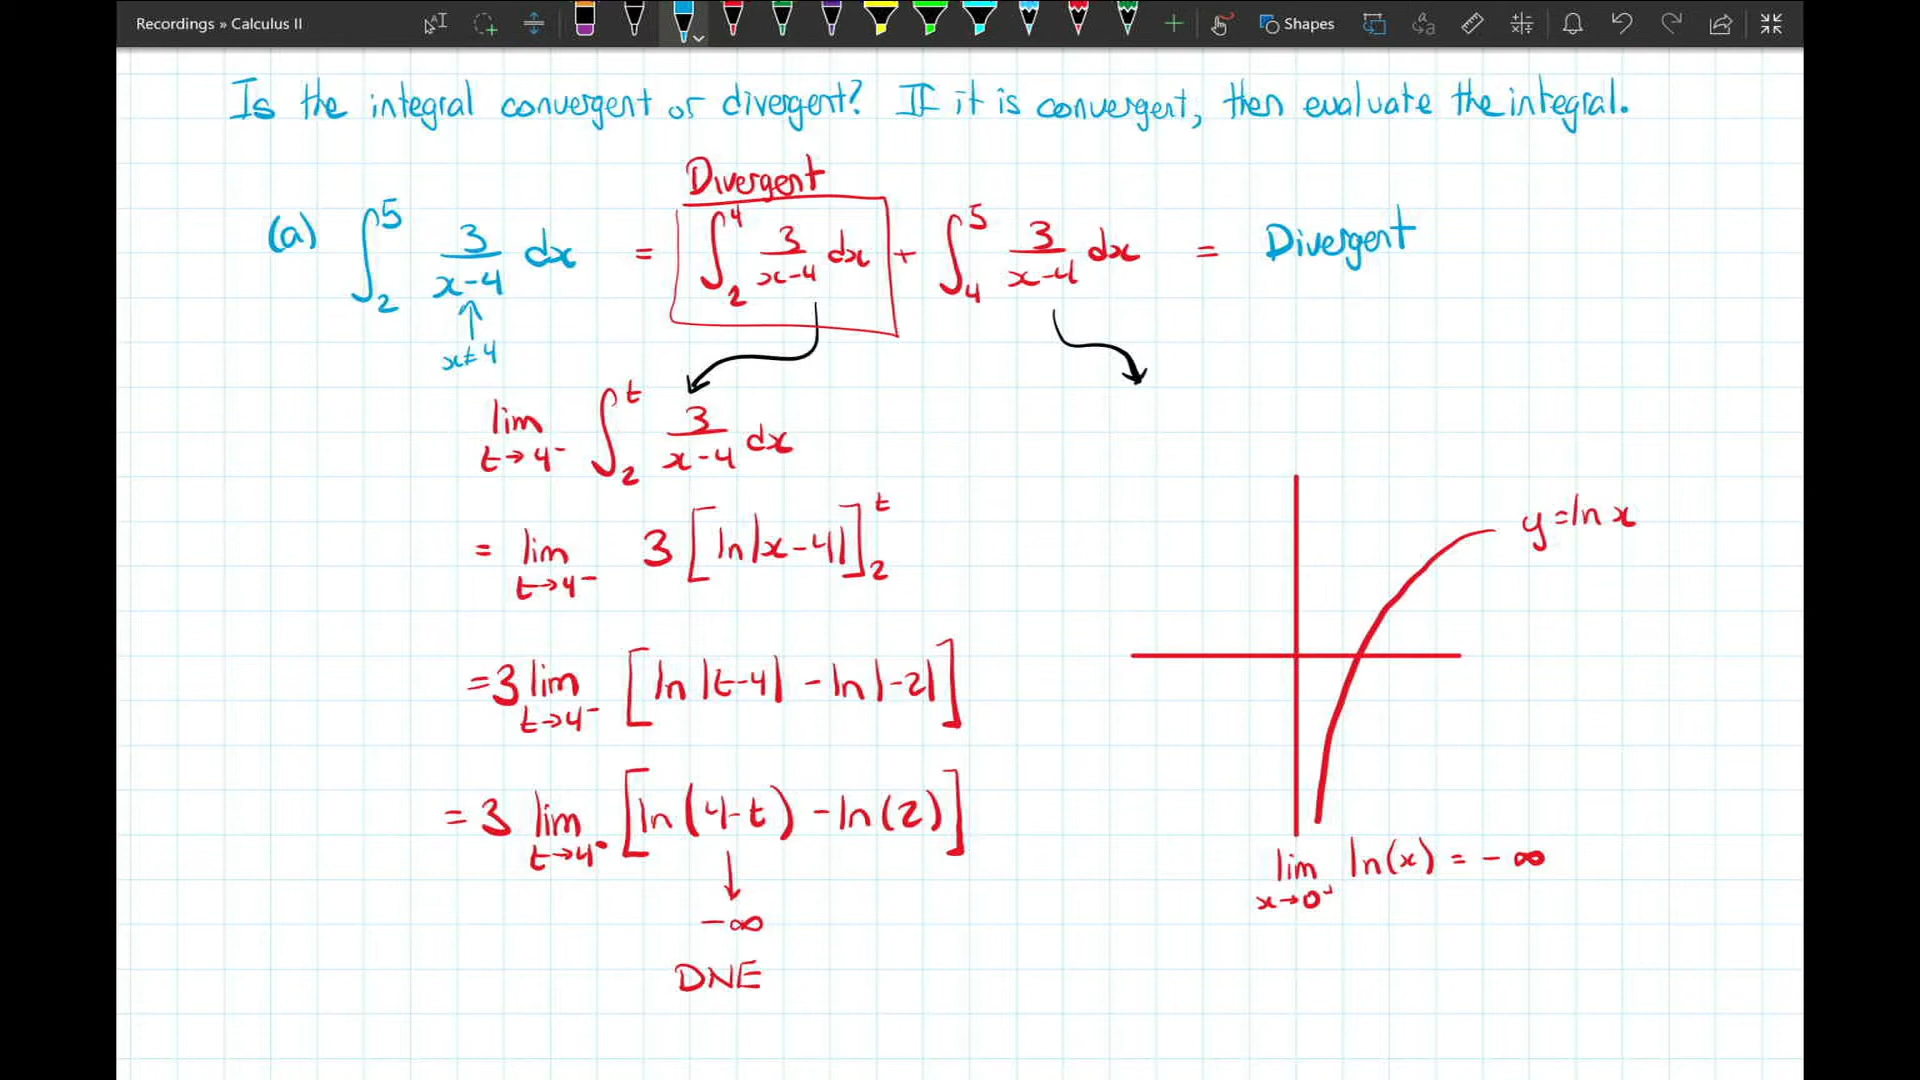 Recordings » Calculus II
Shapes
Is the integral convergent or divergent? If it is convergent, then evaluate the integral.
Divergent
(a) ∫₂⁵ 3/(x-4) dx = ∫₂⁴ 3/(x-4) dx + ∫₄⁵ 3/(x-4) dx = Divergent
x≠4
lim t→4⁻ ∫₂ᵗ 3/(x-4) dx
= lim t→4⁻ 3 [ln|x-4|]₂ᵗ
y=ln x
=3 lim t→4⁻ [ln|t-4| - ln|-2|]
= 3 lim t→4⁻ [ln(4-t) - ln(2)]
lim x→0⁺ ln(x) = -∞
-∞
DNE